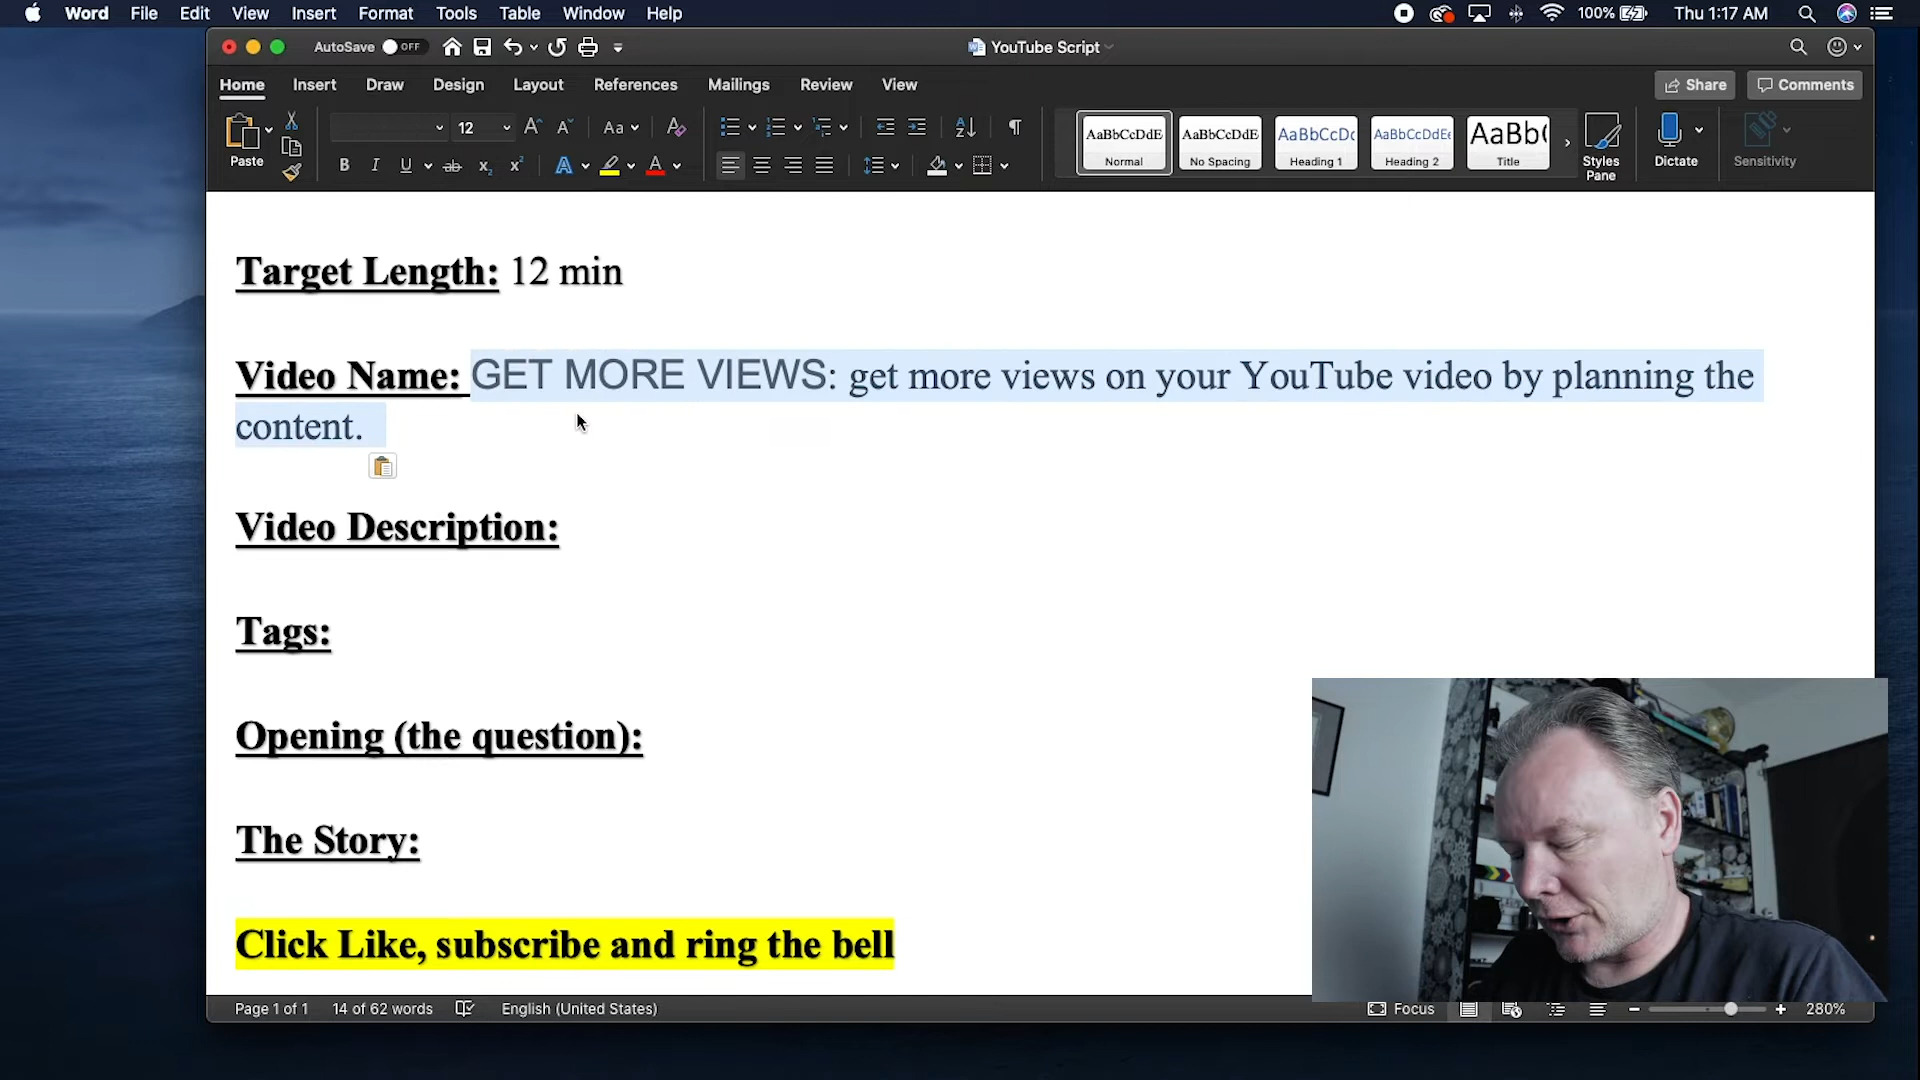 Word File Edit View Insert Format Tools Table Window Help 100% Thu 1:17 AM
AutoSave OFF YouTube Script
Home Insert Draw Design Layout References Mailings Review View Share Comments
Paste 12 Aa
AaBbCcDdE AaBbCcDdE AaBbCcDc AaBbCcDdEe AaBb(
Normal No Spacing Heading 1 Heading 2 Title
Styles Pane Dictate Sensitivity
Target Length: 12 min
Video Name: GET MORE VIEWS: get more views on your YouTube video by planning the
content.
Video Description:
Tags:
Opening (the question):
The Story:
Click Like, subscribe and ring the bell
Page 1 of 1 14 of 62 words English (United States) Focus 280%